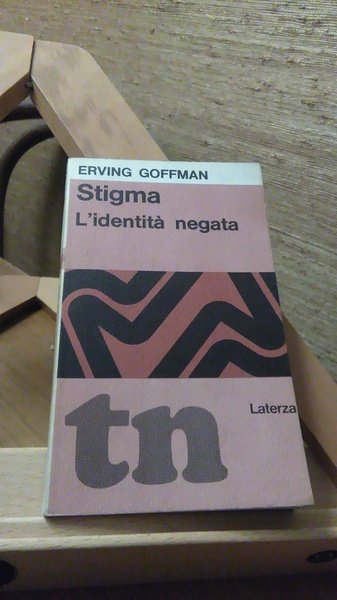 ERVING GOFFMAN
Stigma
L'identità negata
Laterza
tn